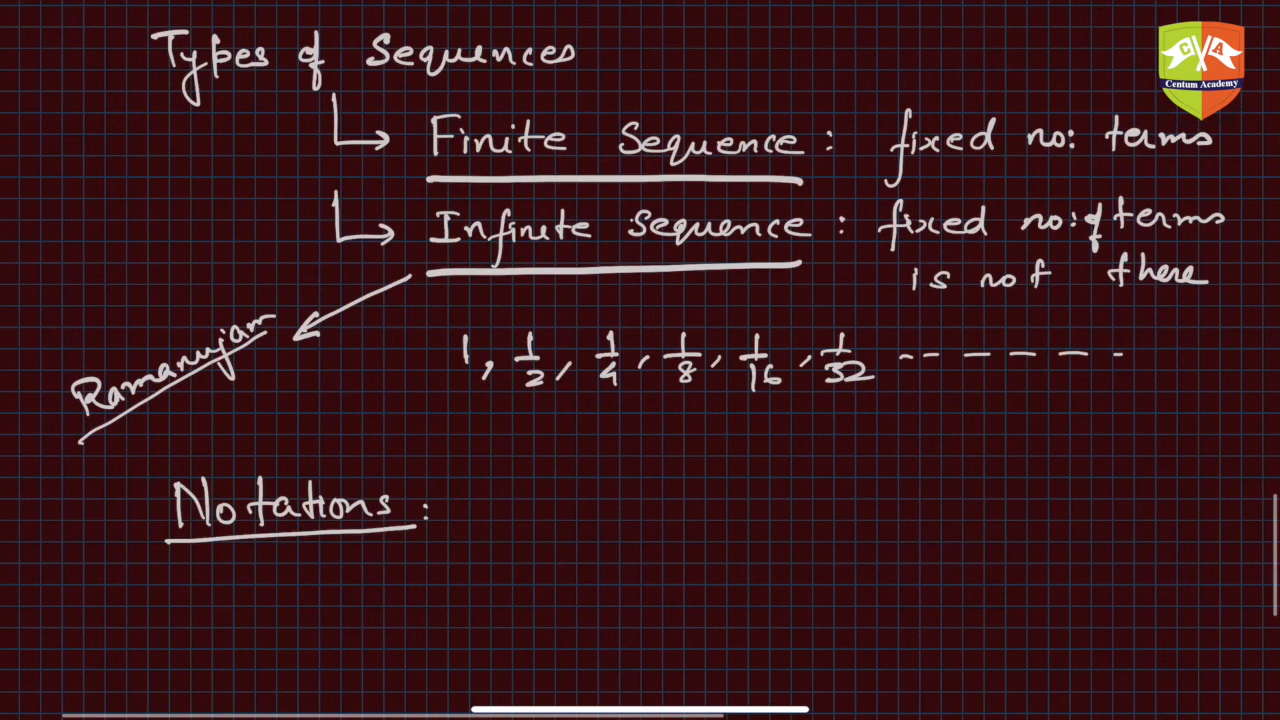 Types of Sequences
CA
Centum Academy
Finite Sequence : fixed no: terms
Infinite Sequence : fixed no: of terms
is not there
Ramanujam
1, 1/2, 1/4, 1/8, 1/16, 1/32 - - - - - -
Notations :